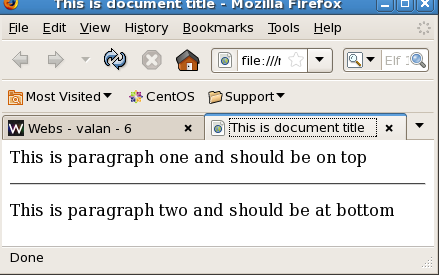 This is document title - Mozilla Firefox
File Edit View History Bookmarks Tools Help
file:///r
Most Visited CentOS Support
Webs - valan - 6 This is document title
This is paragraph one and should be on top
This is paragraph two and should be at bottom
Done